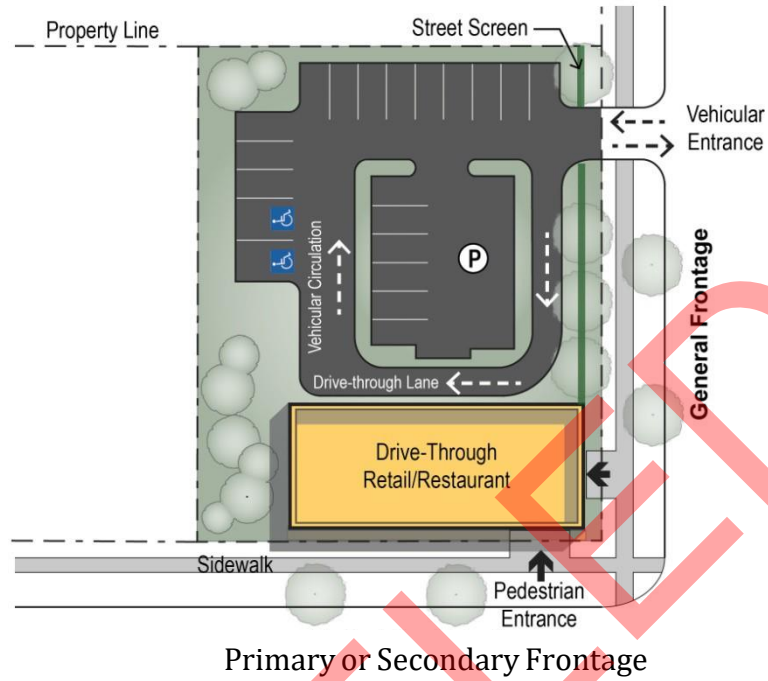 Property Line
Street Screen
Vehicular
Entrance
Vehicular Circulation
P
General Frontage
Drive-through Lane
Drive-Through
Retail/Restaurant
Sidewalk
Pedestrian
Entrance
Primary or Secondary Frontage